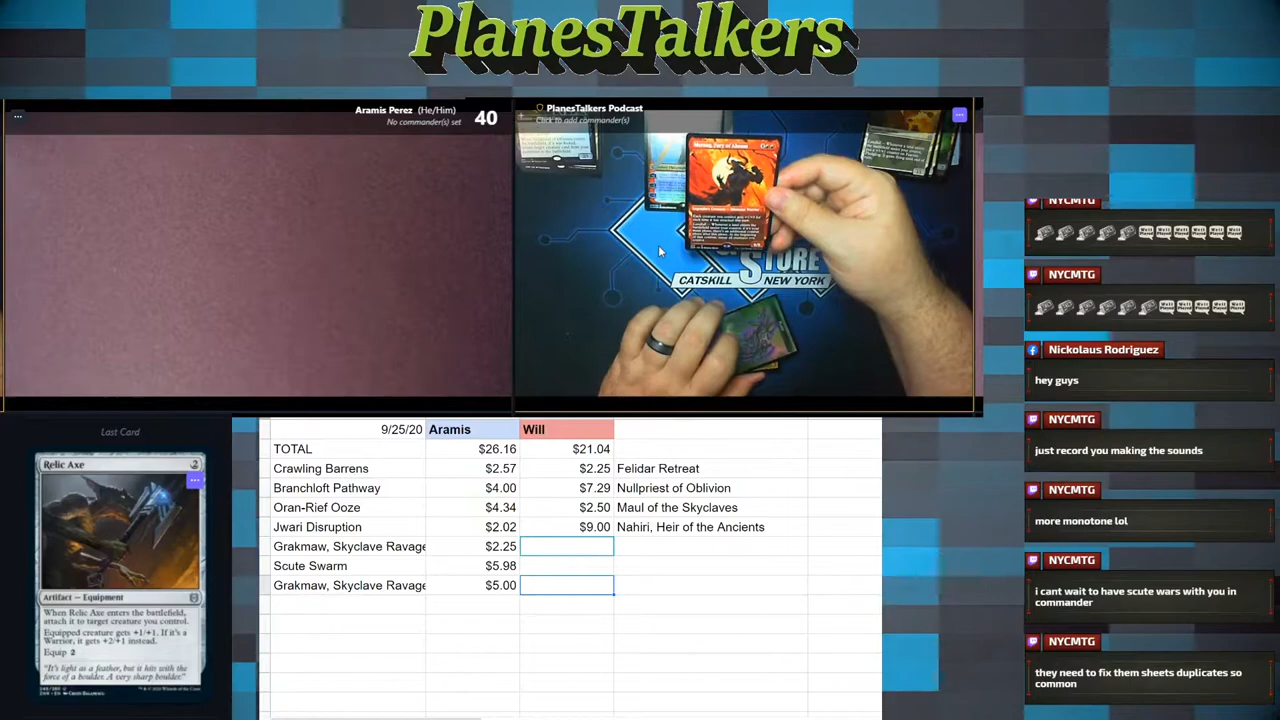 PlanesTalkers
Aramis Perez (He/Him)
No commander(s) set
40
PlanesTalkers Podcast
Click to add commander(s)
Moraug, Fury of Akoum
STORE
CATSKILL
NEW YORK
Last Card
Relic Axe
2
Artifact — Equipment
When Relic Axe enters the battlefield,
attach it to target creature you control.
Equipped creature gets +1/+1. If it's a
Warrior, it gets +2/+1 instead.
Equip 2
"It's light as a feather, but it hits with the
force of a boulder. A very sharp boulder."
9/25/20 Aramis Will
TOTAL $26.16 $21.04
Crawling Barrens $2.57 $2.25 Felidar Retreat
Branchloft Pathway $4.00 $7.29 Nullpriest of Oblivion
Oran-Rief Ooze $4.34 $2.50 Maul of the Skyclaves
Jwari Disruption $2.02 $9.00 Nahiri, Heir of the Ancients
Grakmaw, Skyclave Ravage $2.25
Scute Swarm $5.98
Grakmaw, Skyclave Ravage $5.00
NYCMTG
NYCMTG
Nickolaus Rodriguez
hey guys
NYCMTG
just record you making the sounds
NYCMTG
more monotone lol
NYCMTG
i cant wait to have scute wars with you in
commander
NYCMTG
they need to fix them sheets duplicates so
common